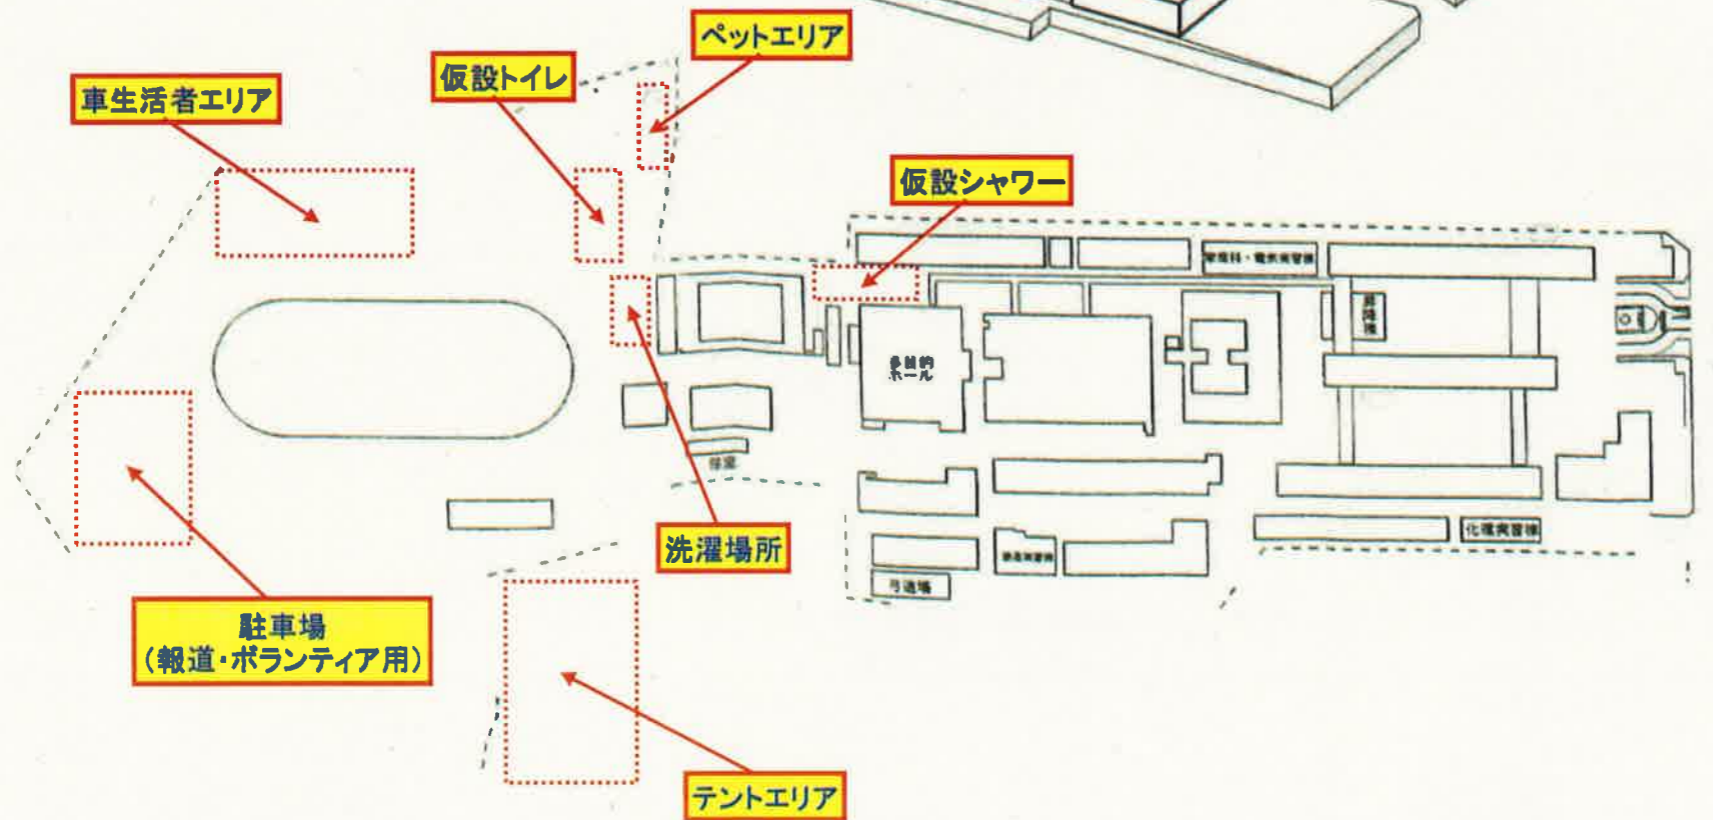 ペットエリア
仮設トイレ
車生活者エリア
仮設シャワー
多目的
ホール
洗濯場所
化環実習棟
弓道場
駐車場
（報道・ボランティア用）
テントエリア